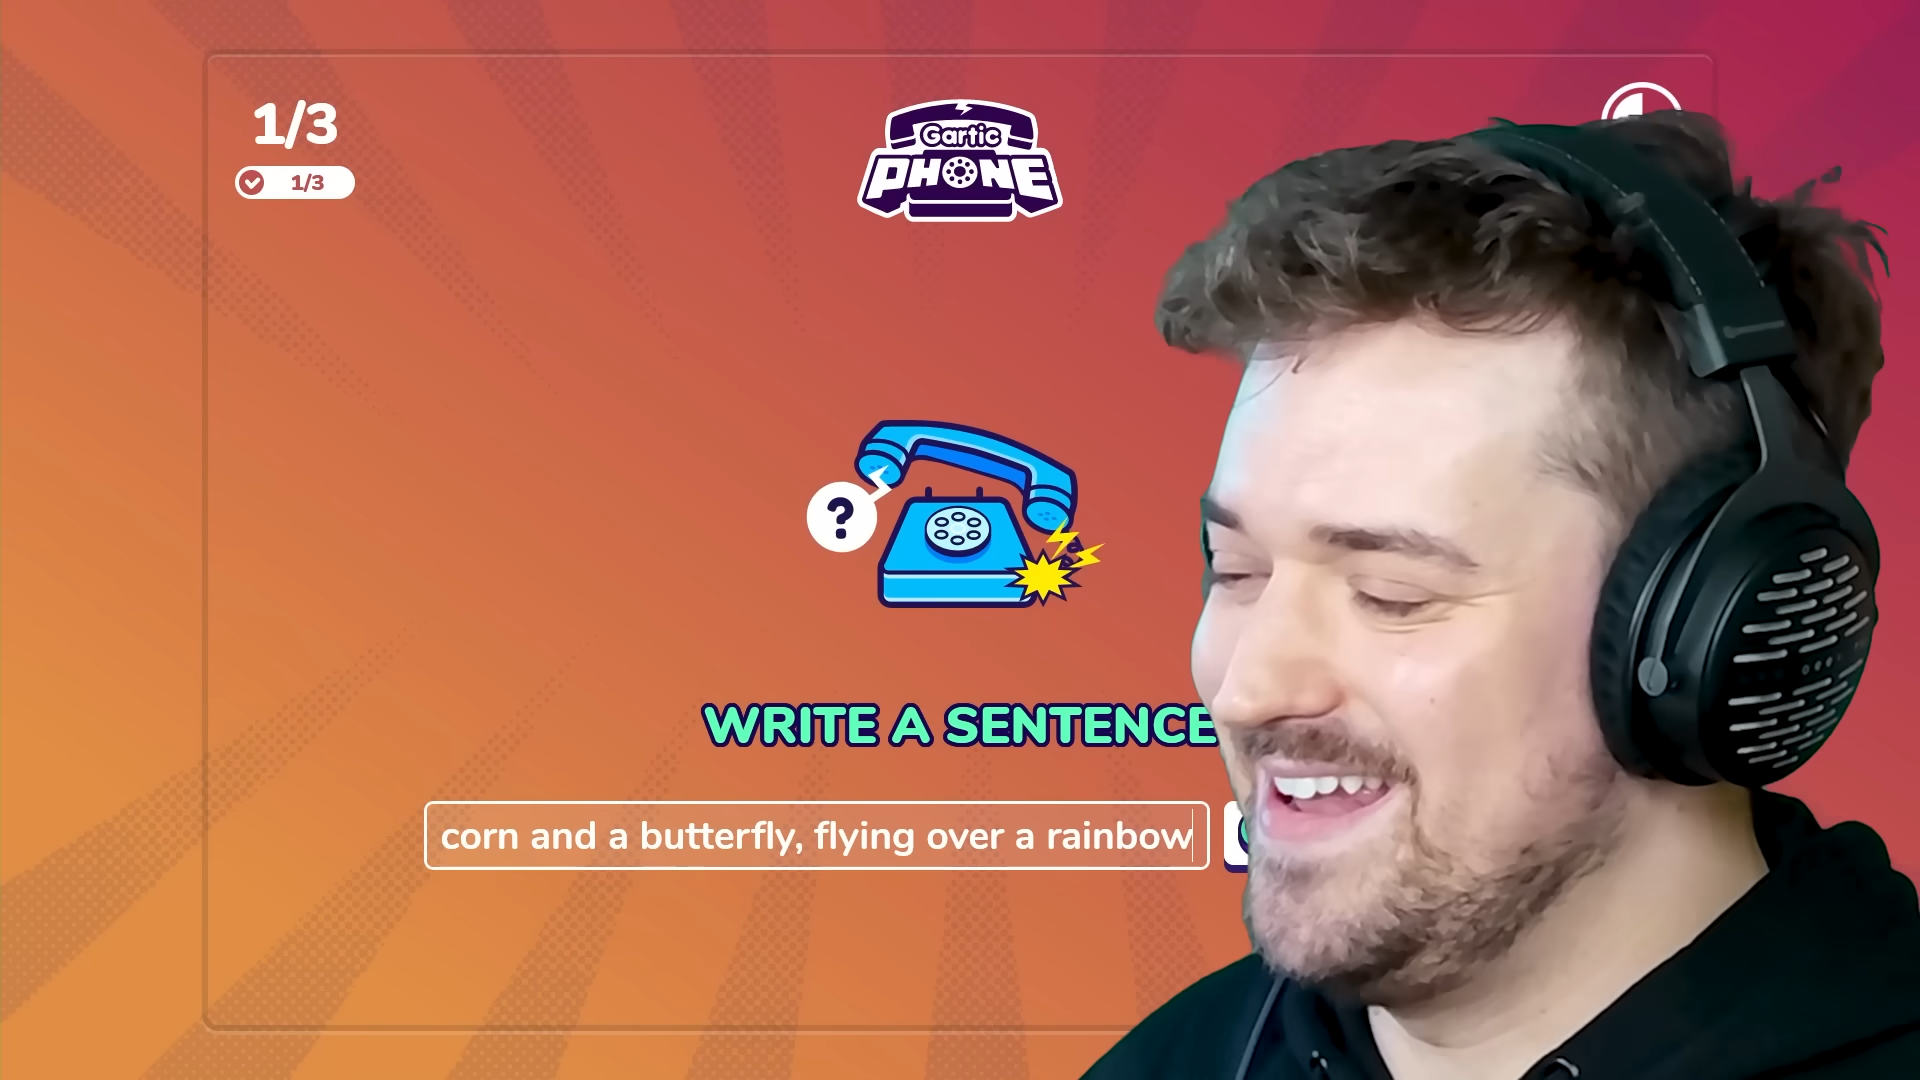 1/3
1/3
Gartic
PHONE
?
WRITE A SENTENCE
corn and a butterfly, flying over a rainbow